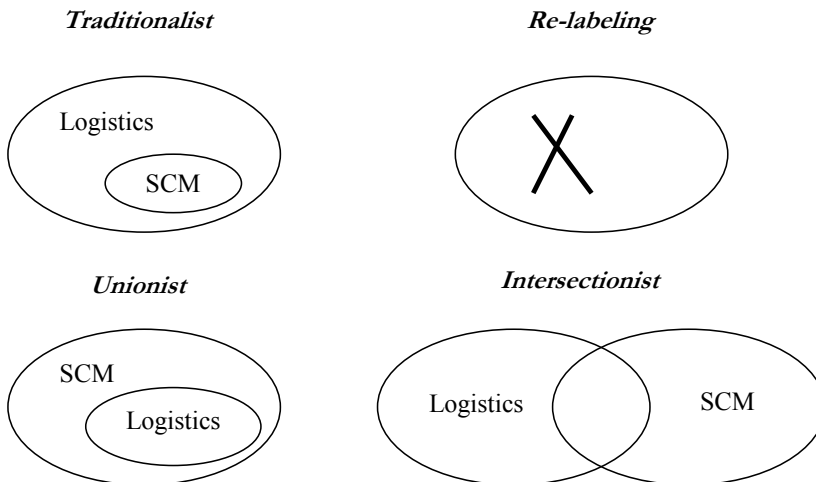 Traditionalist
Logistics
SCM
Re-labeling
Unionist
SCM
Logistics
Intersectionist
Logistics
SCM